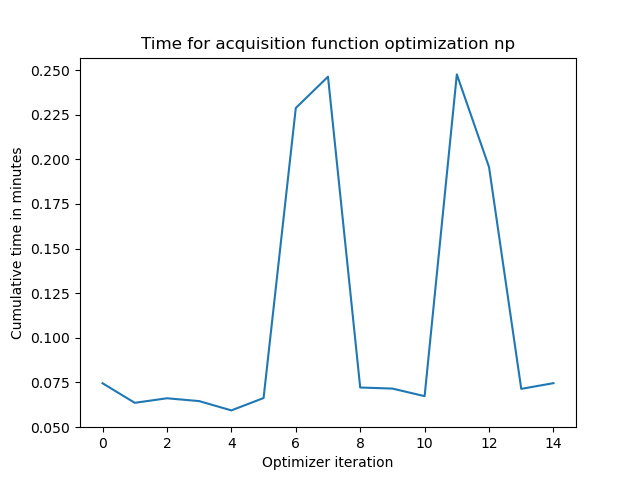 Time for acquisition function optimization np
0.250
0.225
0.200
0.175
0.150
0.125
0.100
0.075
0.050
Cumulative time in minutes
0 2 4 6 8 10 12 14
Optimizer iteration